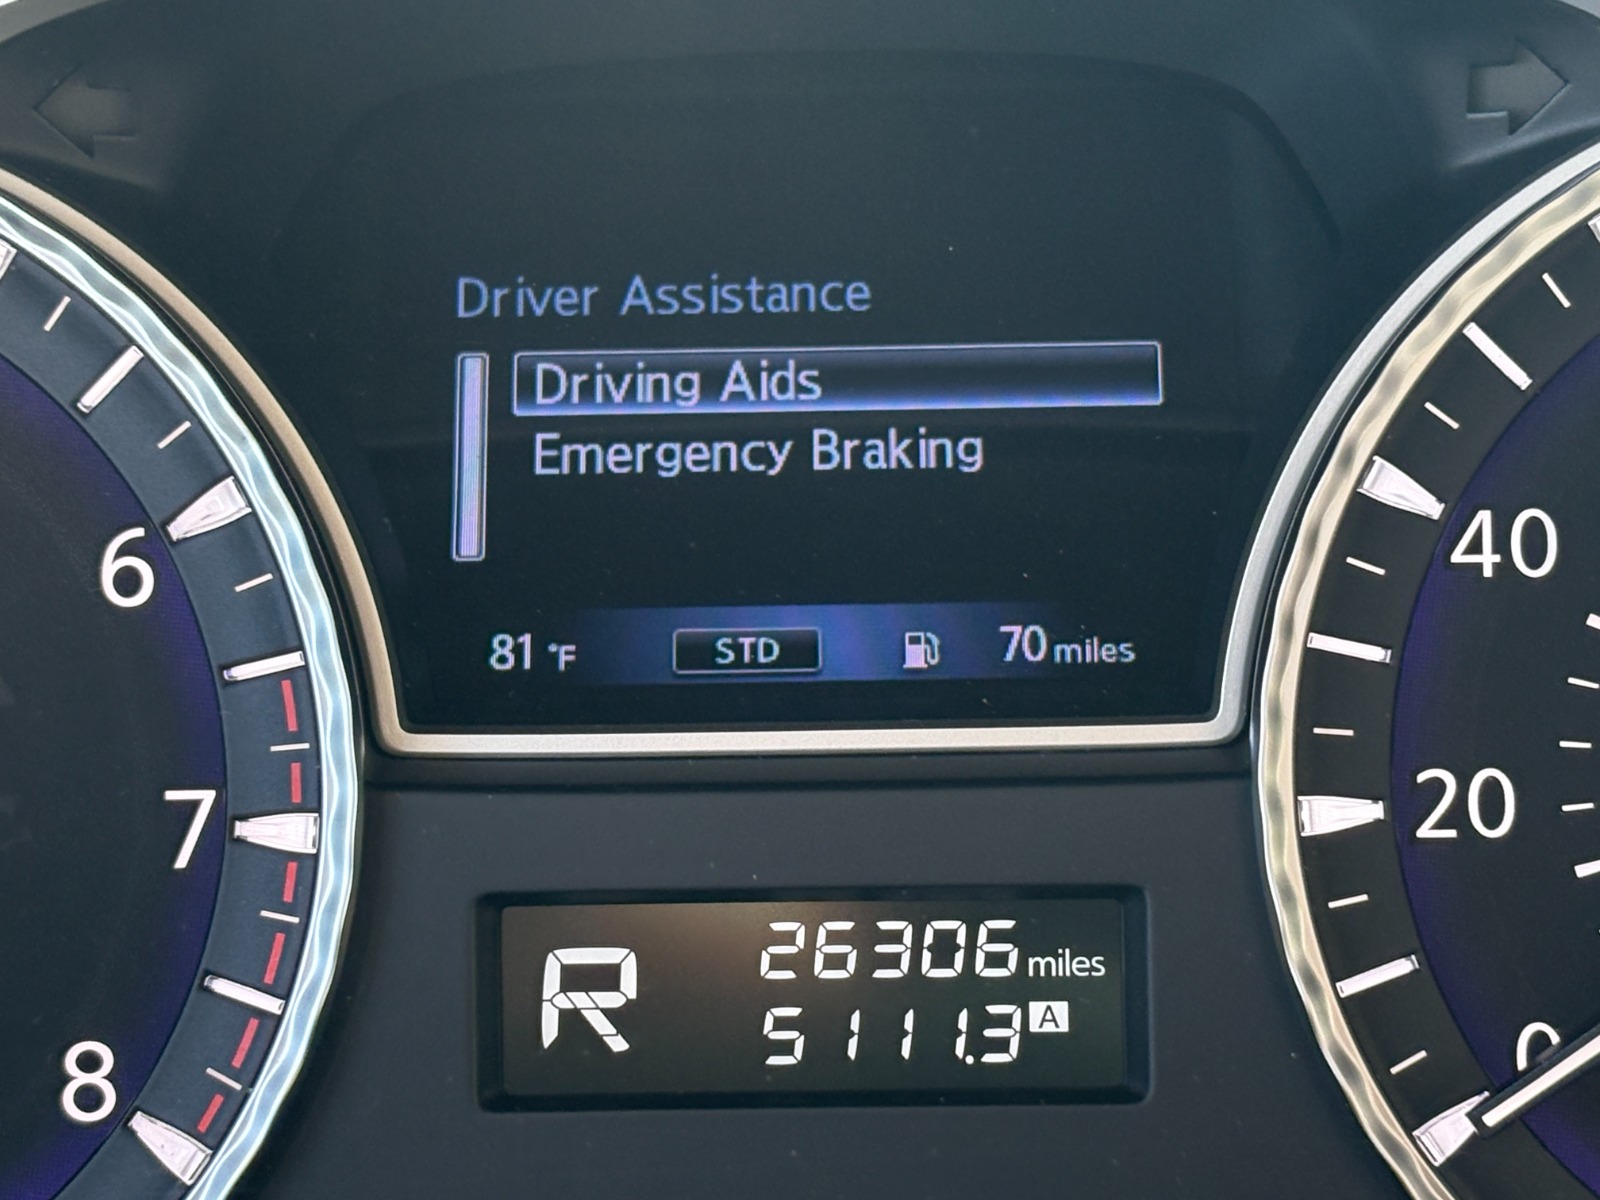 Driver Assistance
Driving Aids
Emergency Braking
81 °F STD 70 miles
6
7
8
40
20
0
R
26306 miles
5111.3 A